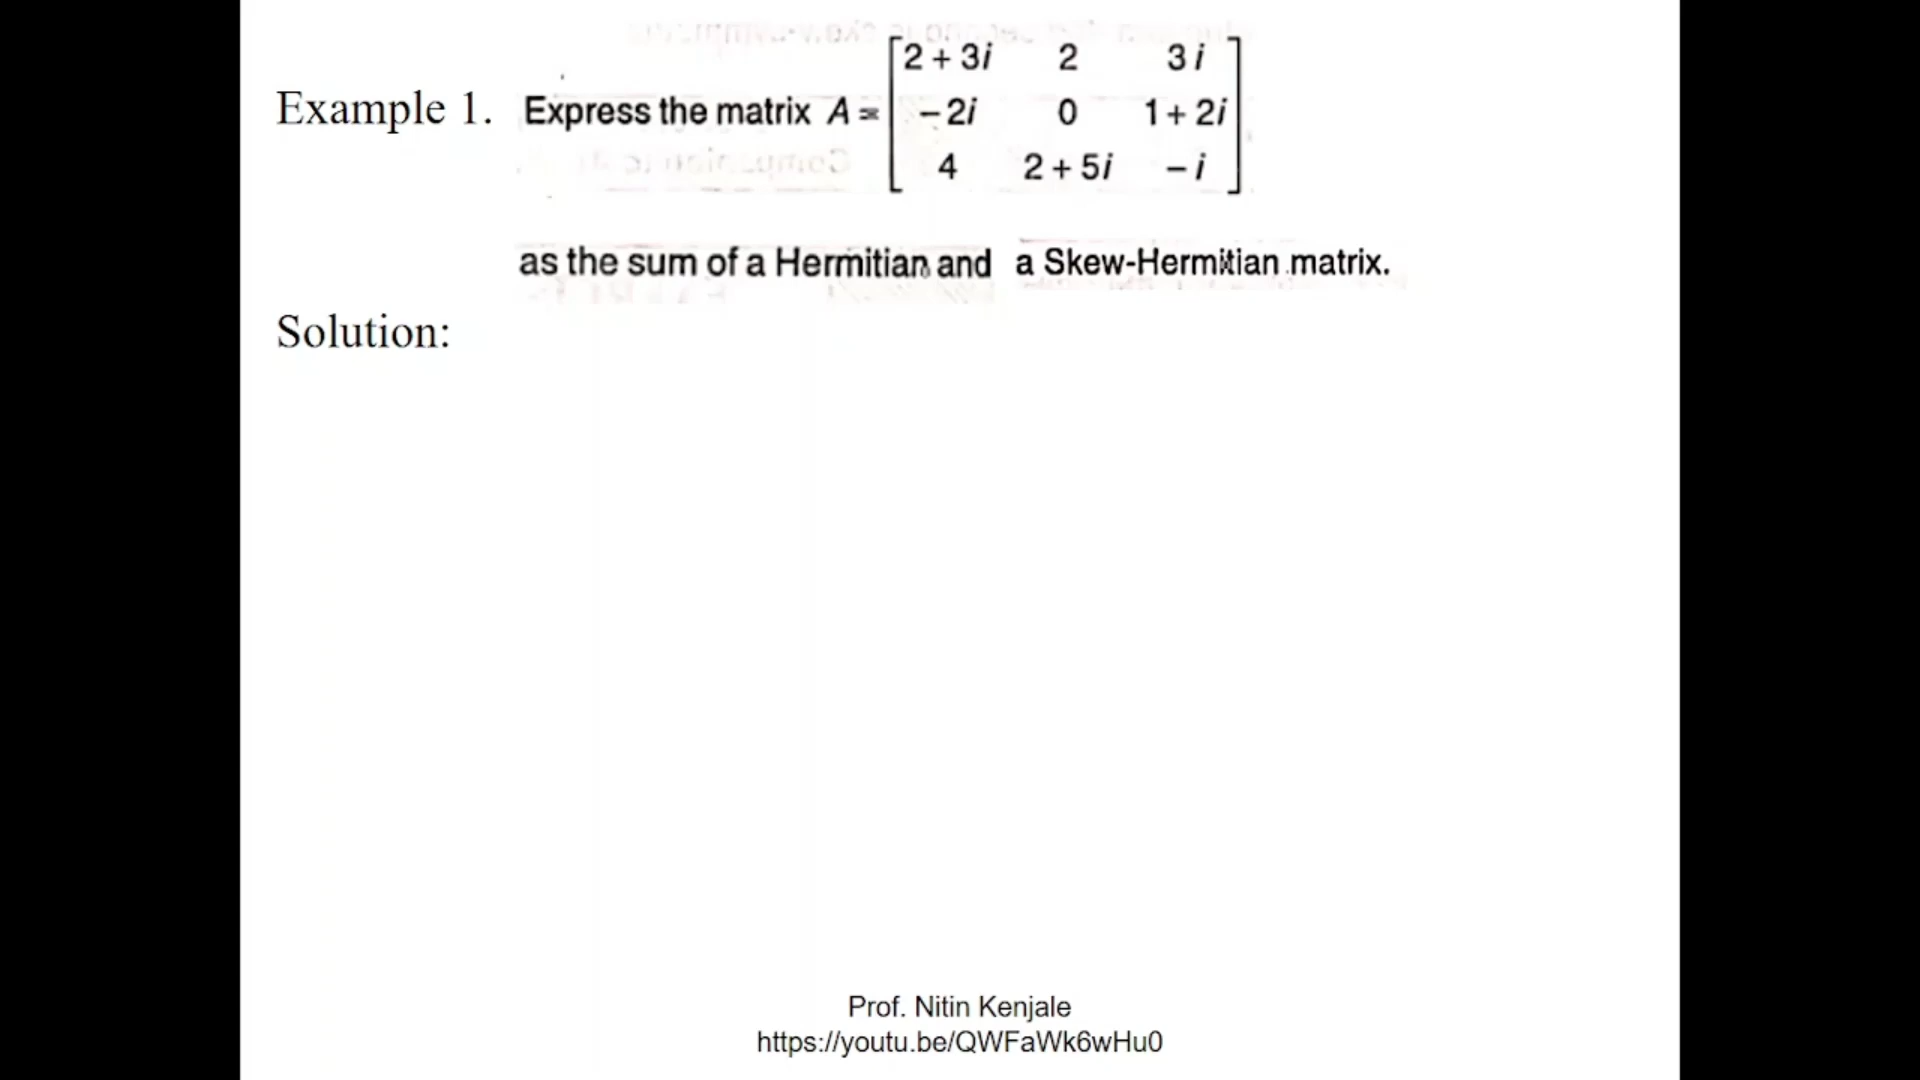 2 + 3i 2 3i
Example 1. Express the matrix A = - 2i 0 1 + 2i
4 2 + 5i - i
as the sum of a Hermitian and a Skew-Hermitian matrix.
Solution:
Prof. Nitin Kenjale
https://youtu.be/QWFaWk6wHu0